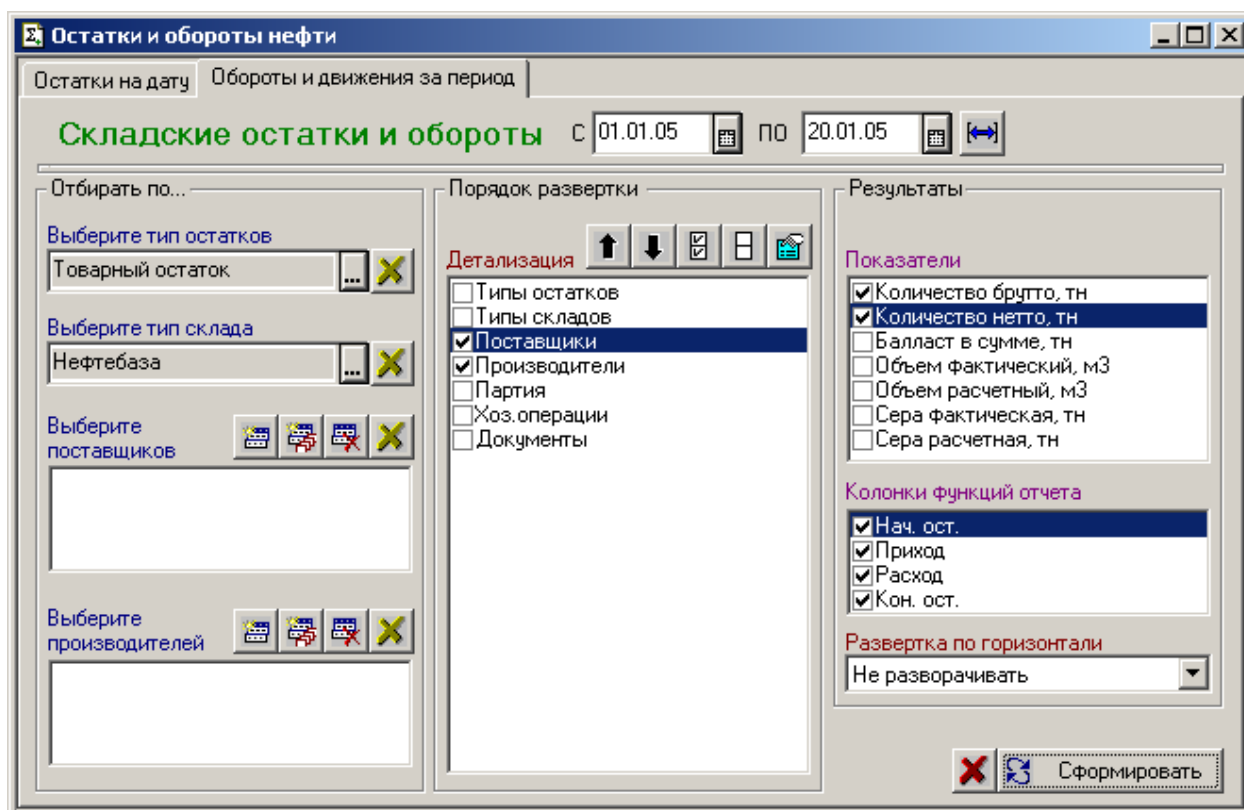 Остатки и обороты нефти
Остатки на дату
Обороты и движения за период
Складские остатки и обороты с 01.01.05 по 20.01.05
Отбирать по...
Выберите тип остатков
Товарный остаток ...
Выберите тип склада
Нефтебаза ...
Выберите
поставщиков
Выберите
производителей
Порядок развертки
Детализация
Типы остатков
Типы складов
Поставщики
Производители
Партия
Хоз.операции
Документы
Результаты
Показатели
Количество брутто, тн
Количество нетто, тн
Балласт в сумме, тн
Объем фактический, м3
Объем расчетный, м3
Сера фактическая, тн
Сера расчетная, тн
Колонки функций отчета
Нач. ост.
Приход
Расход
Кон. ост.
Развертка по горизонтали
Не разворачивать
Сформировать